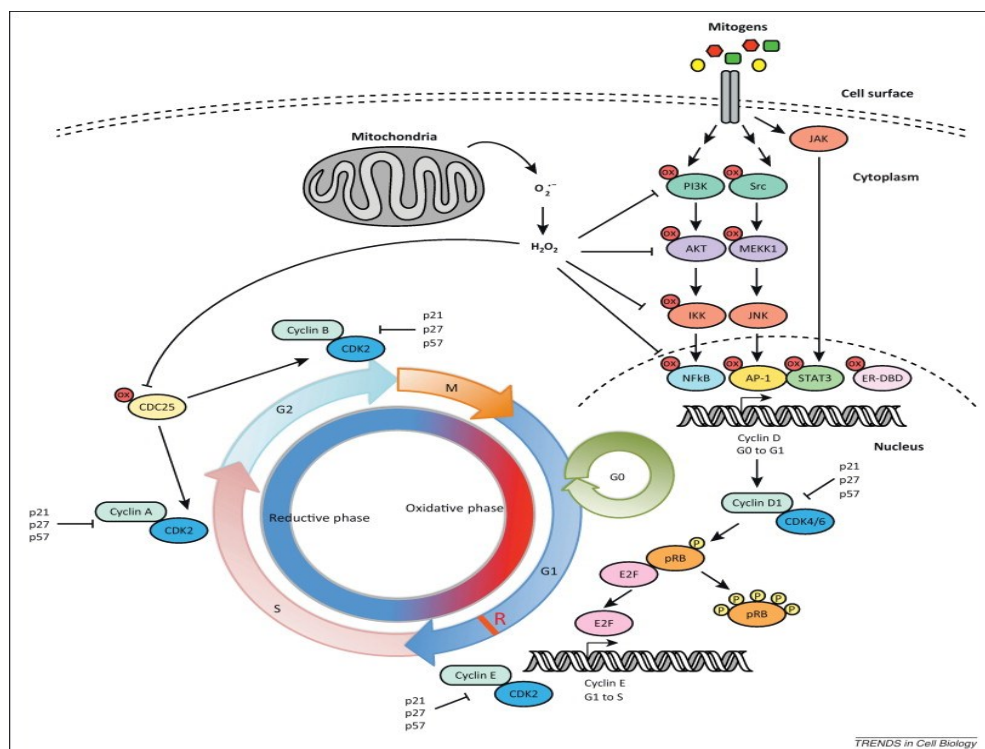 Mitogens
Cell surface
Mitochondria
JAK
O2•−
Cytoplasm
OX
PI3K
OX
Src
H2O2
OX
AKT
OX
MEKK1
OX
IKK
JNK
p21
p27
p57
Cyclin B
CDK2
OX
NFkB
OX
AP-1
OX
STAT3
OX
ER-DBD
OX
CDC25
G2
M
Cyclin D
G0 to G1
Nucleus
G0
p21
p27
p57
Cyclin A
CDK2
Reductive phase
Oxidative phase
Cyclin D1
CDK4/6
p21
p27
p57
G1
S
R
E2F
pRB
P
P
P
P
P
P
pRB
E2F
Cyclin E
CDK2
p21
p27
p57
Cyclin E
G1 to S
TRENDS in Cell Biology